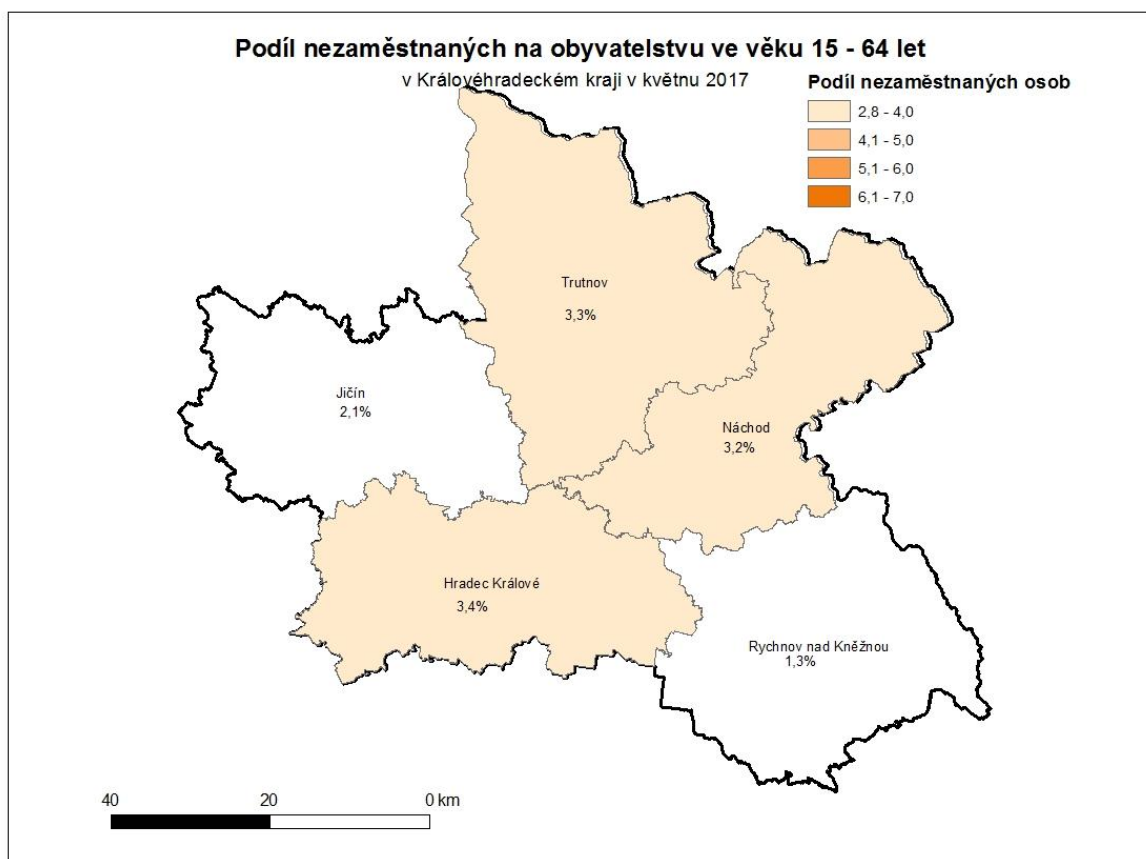 Podíl nezaměstnaných na obyvatelstvu ve věku 15 - 64 let
v Královéhradeckém kraji v květnu 2017
Podíl nezaměstnaných osob
2,8 - 4,0
4,1 - 5,0
5,1 - 6,0
6,1 - 7,0
Trutnov
3,3%
Jičín
2,1%
Náchod
3,2%
Hradec Králové
3,4%
Rychnov nad Kněžnou
1,3%
40 20 0 km